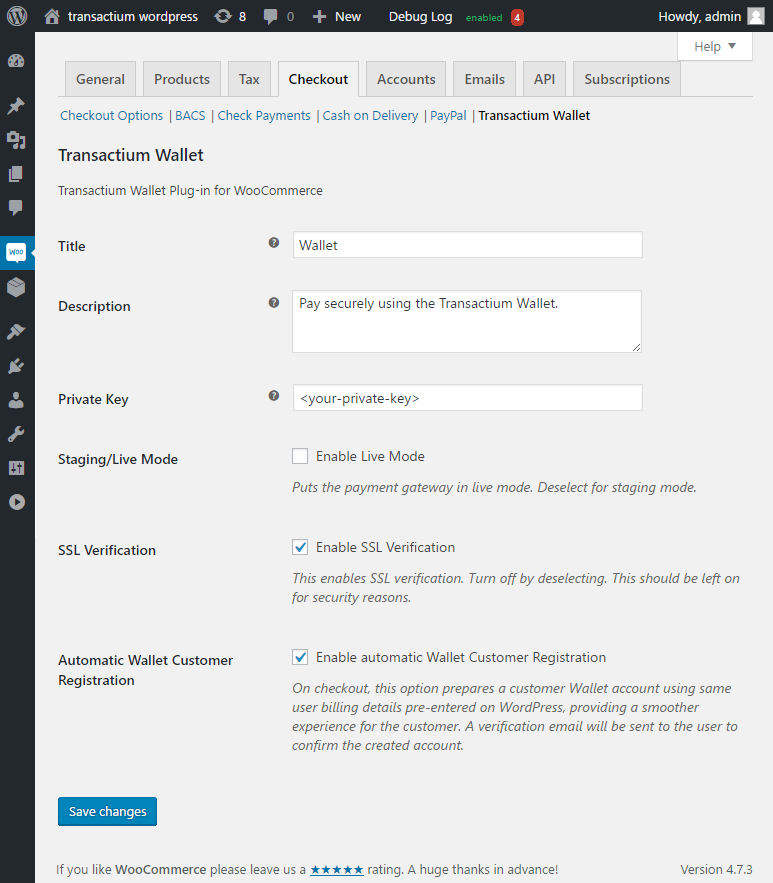 transactium wordpress 8 0 New Debug Log enabled 4 Howdy, admin
Help
General Products Tax Checkout Accounts Emails API Subscriptions
Checkout Options | BACS | Check Payments | Cash on Delivery | PayPal | Transactium Wallet
Transactium Wallet
Transactium Wallet Plug-in for WooCommerce
Title ? Wallet
Description ? Pay securely using the Transactium Wallet.
Private Key ? <your-private-key>
Staging/Live Mode Enable Live Mode
Puts the payment gateway in live mode. Deselect for staging mode.
SSL Verification Enable SSL Verification
This enables SSL verification. Turn off by deselecting. This should be left on
for security reasons.
Automatic Wallet Customer Enable automatic Wallet Customer Registration
Registration
On checkout, this option prepares a customer Wallet account using same
user billing details pre-entered on WordPress, providing a smoother
experience for the customer. A verification email will be sent to the user to
confirm the created account.
Save changes
If you like WooCommerce please leave us a ★★★★★ rating. A huge thanks in advance! Version 4.7.3